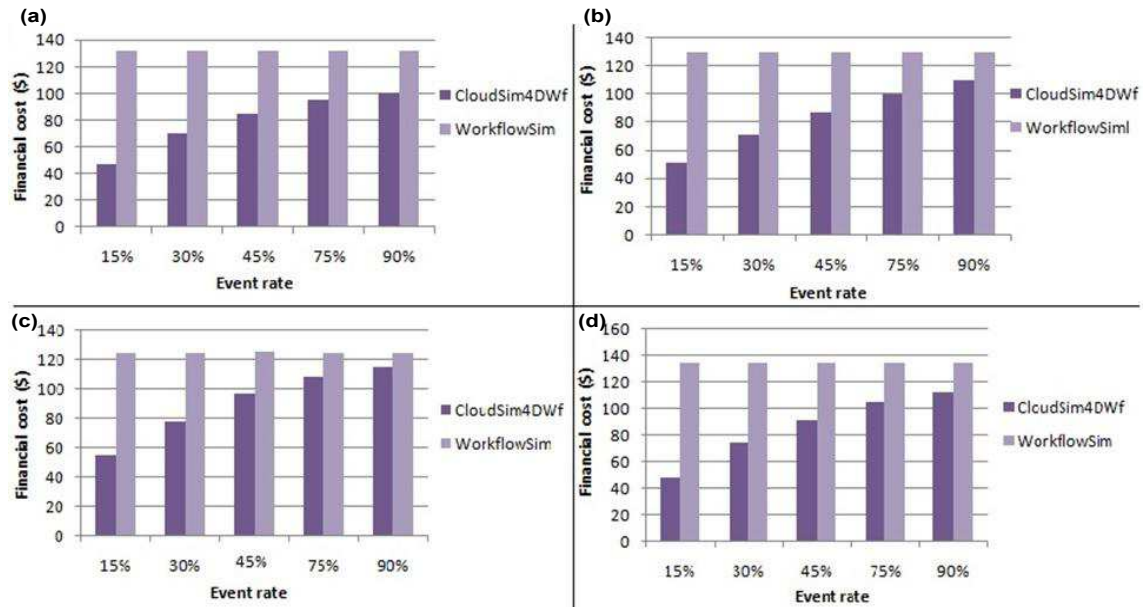 (a)
140
120
100
80
60
40
20
0
Financial cost ($)
15% 30% 45% 75% 90%
Event rate
CloudSim4DWf
WorkflowSim
(b)
140
120
100
80
60
40
20
0
Financial cost ($)
15% 30% 45% 75% 90%
Event rate
CloudSim4DWf
WorkflowSiml
(c)
140
120
100
80
60
40
20
0
Financial cost ($)
15% 30% 45% 75% 90%
Event rate
CloudSim4DWf
WorkflowSim
(d)
160
140
120
100
80
60
40
20
0
Financial cost ($)
15% 30% 45% 75% 90%
Event rate
ClcudSim4DWf
WorkflowSim